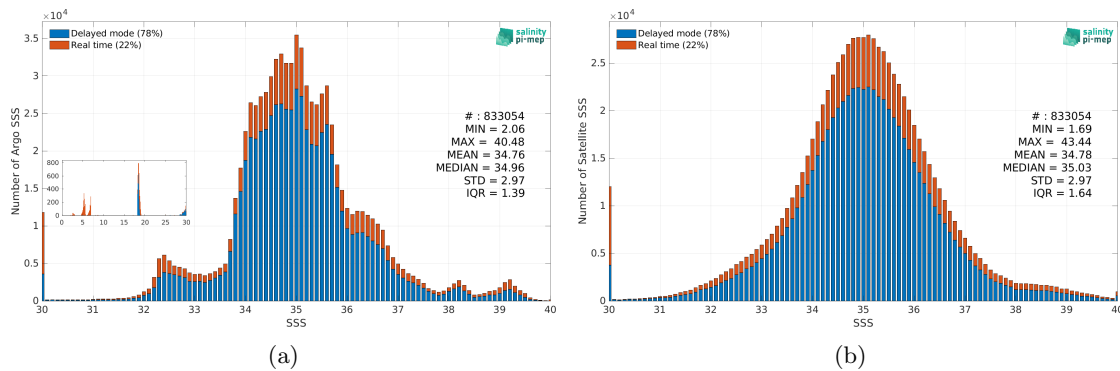 ×10⁴
Delayed mode (78%)
Real time (22%)
salinity
pi-mep
3.5
3
2.5
2
1.5
1
0.5
0
Number of Argo SSS
# : 833054
MIN = 2.06
MAX = 40.48
MEAN = 34.76
MEDIAN = 34.96
STD = 2.97
IQR = 1.39
800
600
400
200
0
0 5 10 15 20 25 30
30 31 32 33 34 35 36 37 38 39 40
SSS
(a)
×10⁴
Delayed mode (78%)
Real time (22%)
salinity
pi-mep
2.5
2
1.5
1
0.5
0
Number of Satellite SSS
# : 833054
MIN = 1.69
MAX = 43.44
MEAN = 34.78
MEDIAN = 35.03
STD = 2.97
IQR = 1.64
30 31 32 33 34 35 36 37 38 39 40
SSS
(b)